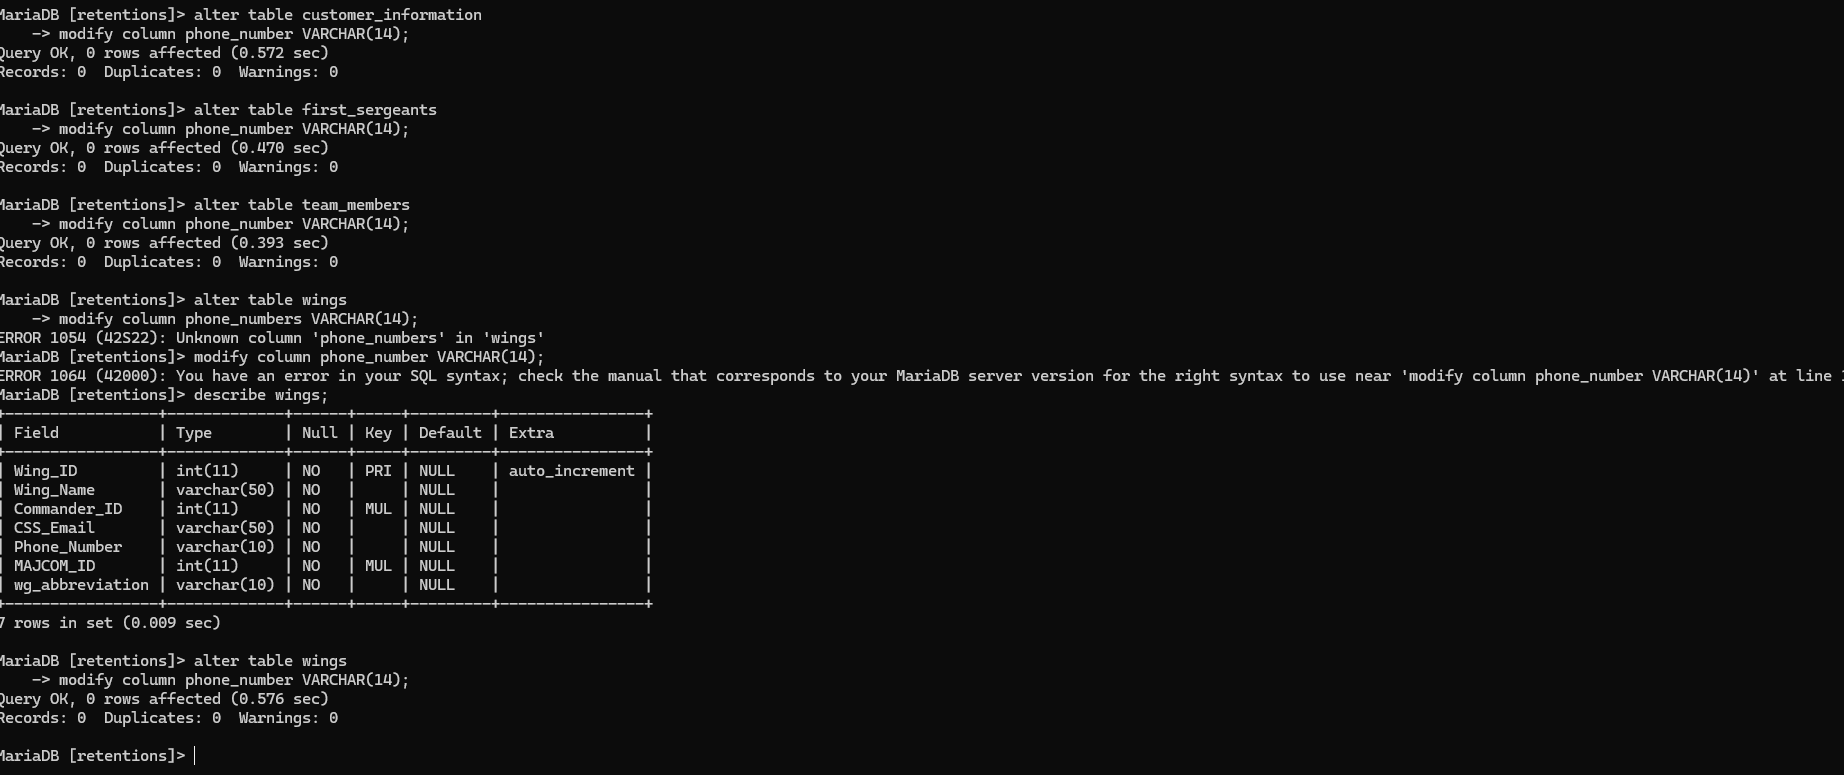 MariaDB [retentions]> alter table customer_information
    -> modify column phone_number VARCHAR(14);
Query OK, 0 rows affected (0.572 sec)
Records: 0  Duplicates: 0  Warnings: 0
MariaDB [retentions]> alter table first_sergeants
    -> modify column phone_number VARCHAR(14);
Query OK, 0 rows affected (0.470 sec)
Records: 0  Duplicates: 0  Warnings: 0
MariaDB [retentions]> alter table team_members
    -> modify column phone_number VARCHAR(14);
Query OK, 0 rows affected (0.393 sec)
Records: 0  Duplicates: 0  Warnings: 0
MariaDB [retentions]> alter table wings
    -> modify column phone_numbers VARCHAR(14);
ERROR 1054 (42S22): Unknown column 'phone_numbers' in 'wings'
MariaDB [retentions]> modify column phone_number VARCHAR(14);
ERROR 1064 (42000): You have an error in your SQL syntax; check the manual that corresponds to your MariaDB server version for the right syntax to use near 'modify column phone_number VARCHAR(14)' at line 1
MariaDB [retentions]> describe wings;
+-----------------+-------------+------+-----+---------+----------------+
| Field           | Type        | Null | Key | Default | Extra          |
+-----------------+-------------+------+-----+---------+----------------+
| Wing_ID         | int(11)     | NO   | PRI | NULL    | auto_increment |
| Wing_Name       | varchar(50) | NO   |     | NULL    |                |
| Commander_ID    | int(11)     | NO   | MUL | NULL    |                |
| CSS_Email       | varchar(50) | NO   |     | NULL    |                |
| Phone_Number    | varchar(10) | NO   |     | NULL    |                |
| MAJCOM_ID       | int(11)     | NO   | MUL | NULL    |                |
| wg_abbreviation | varchar(10) | NO   |     | NULL    |                |
+-----------------+-------------+------+-----+---------+----------------+
7 rows in set (0.009 sec)
MariaDB [retentions]> alter table wings
    -> modify column phone_number VARCHAR(14);
Query OK, 0 rows affected (0.576 sec)
Records: 0  Duplicates: 0  Warnings: 0
MariaDB [retentions]>